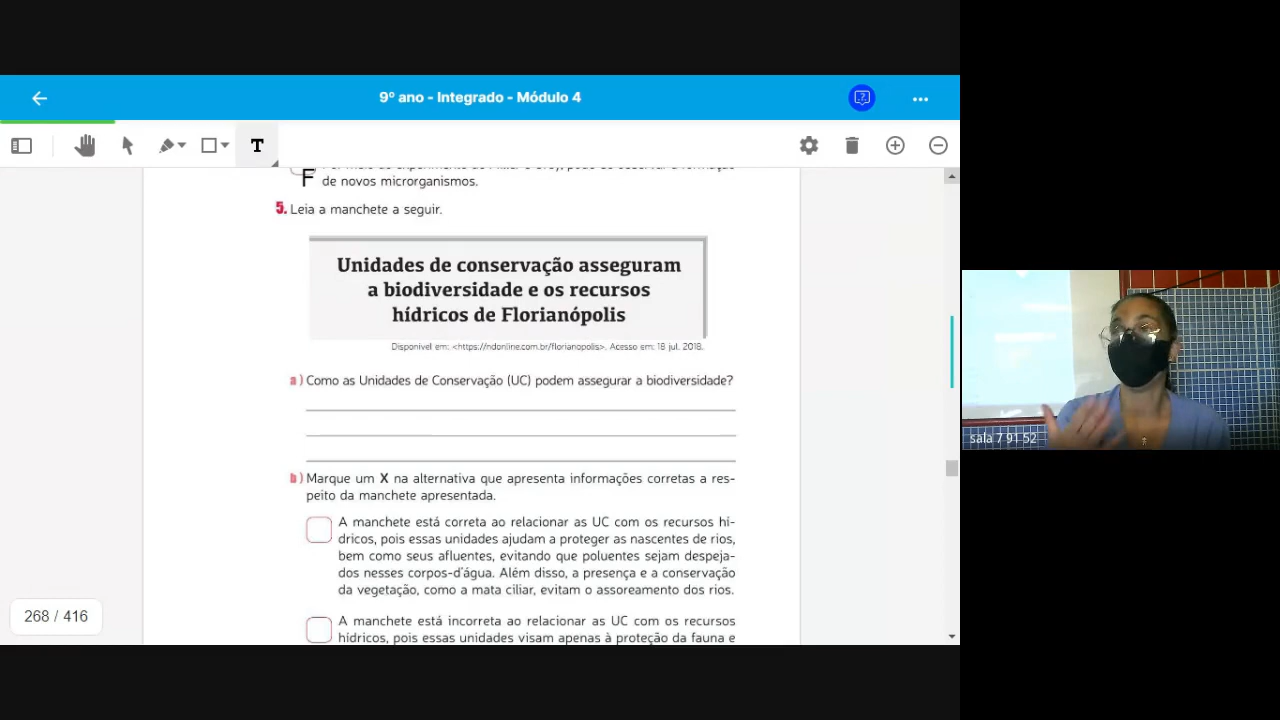 9º ano - Integrado - Módulo 4
T
F
de novos microrganismos.
5. Leia a manchete a seguir.
Unidades de conservação asseguram
a biodiversidade e os recursos
hídricos de Florianópolis
Disponível em: <https://ndonline.com.br/florianopolis>. Acesso em: 18 jul. 2018.
a) Como as Unidades de Conservação (UC) podem assegurar a biodiversidade?
b) Marque um X na alternativa que apresenta informações corretas a res-
peito da manchete apresentada.
A manchete está correta ao relacionar as UC com os recursos hí-
dricos, pois essas unidades ajudam a proteger as nascentes de rios,
bem como seus afluentes, evitando que poluentes sejam despeja-
dos nesses corpos-d'água. Além disso, a presença e a conservação
da vegetação, como a mata ciliar, evitam o assoreamento dos rios.
A manchete está incorreta ao relacionar as UC com os recursos
hídricos, pois essas unidades visam apenas à proteção da fauna e
268 / 416
sala 7 91 52